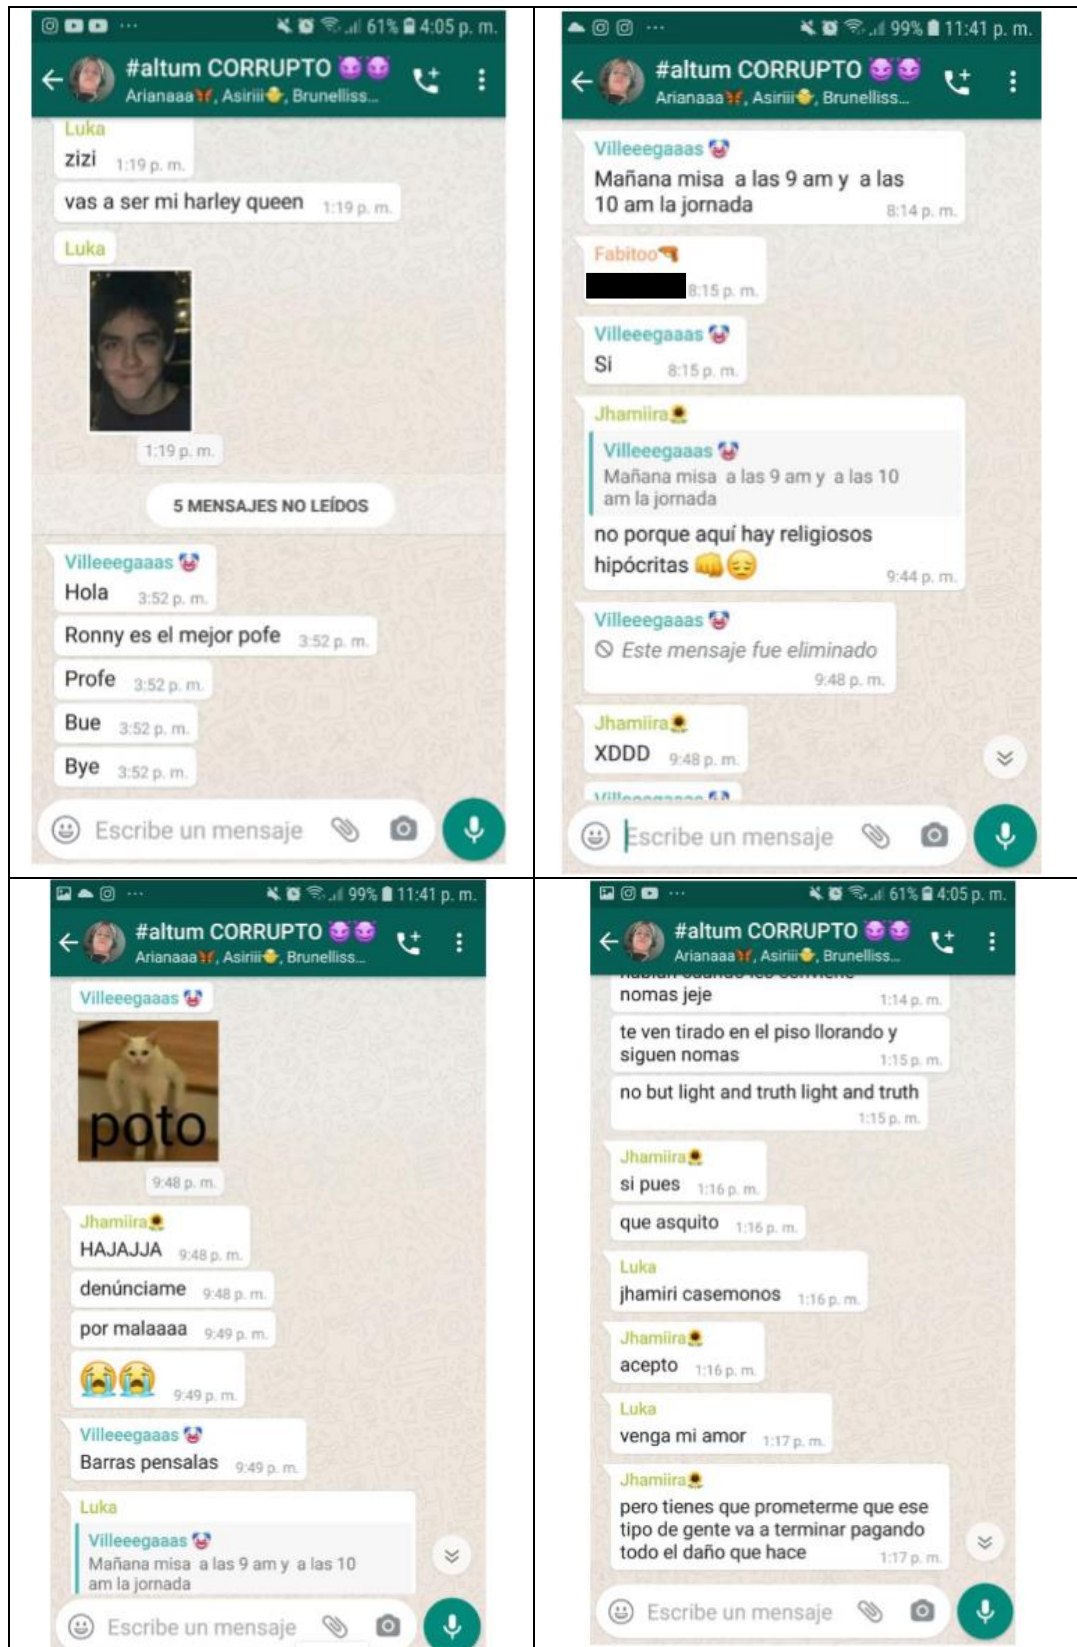 61% 4:05 p. m.
#altum CORRUPTO 😈😈
Arianaaa🦋, Asiriii🐥, Brunelliss...
Luka
zizi 1:19 p. m.
vas a ser mi harley queen 1:19 p. m.
Luka
1:19 p. m.
5 MENSAJES NO LEÍDOS
Villeeegaaas 🤡
Hola 3:52 p. m.
Ronny es el mejor pofe 3:52 p. m.
Profe 3:52 p. m.
Bue 3:52 p. m.
Bye 3:52 p. m.
Escribe un mensaje
99% 11:41 p. m.
#altum CORRUPTO 😈😈
Arianaaa🦋, Asiriii🐥, Brunelliss...
Villeeegaaas 🤡
Mañana misa a las 9 am y a las
10 am la jornada 8:14 p. m.
Fabitoo🔫
8:15 p. m.
Villeeegaaas 🤡
Si 8:15 p. m.
Jhamiira🌻
Villeeegaaas 🤡
Mañana misa a las 9 am y a las 10
am la jornada
no porque aquí hay religiosos
hipócritas 👊😔 9:44 p. m.
Villeeegaaas 🤡
Este mensaje fue eliminado
9:48 p. m.
Jhamiira🌻
XDDD 9:48 p. m.
Villeeegaaas 🤡
Escribe un mensaje
99% 11:41 p. m.
#altum CORRUPTO 😈😈
Arianaaa🦋, Asiriii🐥, Brunelliss...
Villeeegaaas 🤡
poto
9:48 p. m.
Jhamiira🌻
HAJAJJA 9:48 p. m.
denúnciame 9:48 p. m.
por malaaaa 9:49 p. m.
😭😭 9:49 p. m.
Villeeegaaas 🤡
Barras pensalas 9:49 p. m.
Luka
Villeeegaaas 🤡
Mañana misa a las 9 am y a las 10
am la jornada
Escribe un mensaje
61% 4:05 p. m.
#altum CORRUPTO 😈😈
Arianaaa🦋, Asiriii🐥, Brunelliss...
hablan cuando les conviene
nomas jeje 1:14 p. m.
te ven tirado en el piso llorando y
siguen nomas 1:15 p. m.
no but light and truth light and truth
1:15 p. m.
Jhamiira🌻
si pues 1:16 p. m.
que asquito 1:16 p. m.
Luka
jhamiri casemonos 1:16 p. m.
Jhamiira🌻
acepto 1:16 p. m.
Luka
venga mi amor 1:17 p. m.
Jhamiira🌻
pero tienes que prometerme que ese
tipo de gente va a terminar pagando
todo el daño que hace 1:17 p. m.
Escribe un mensaje